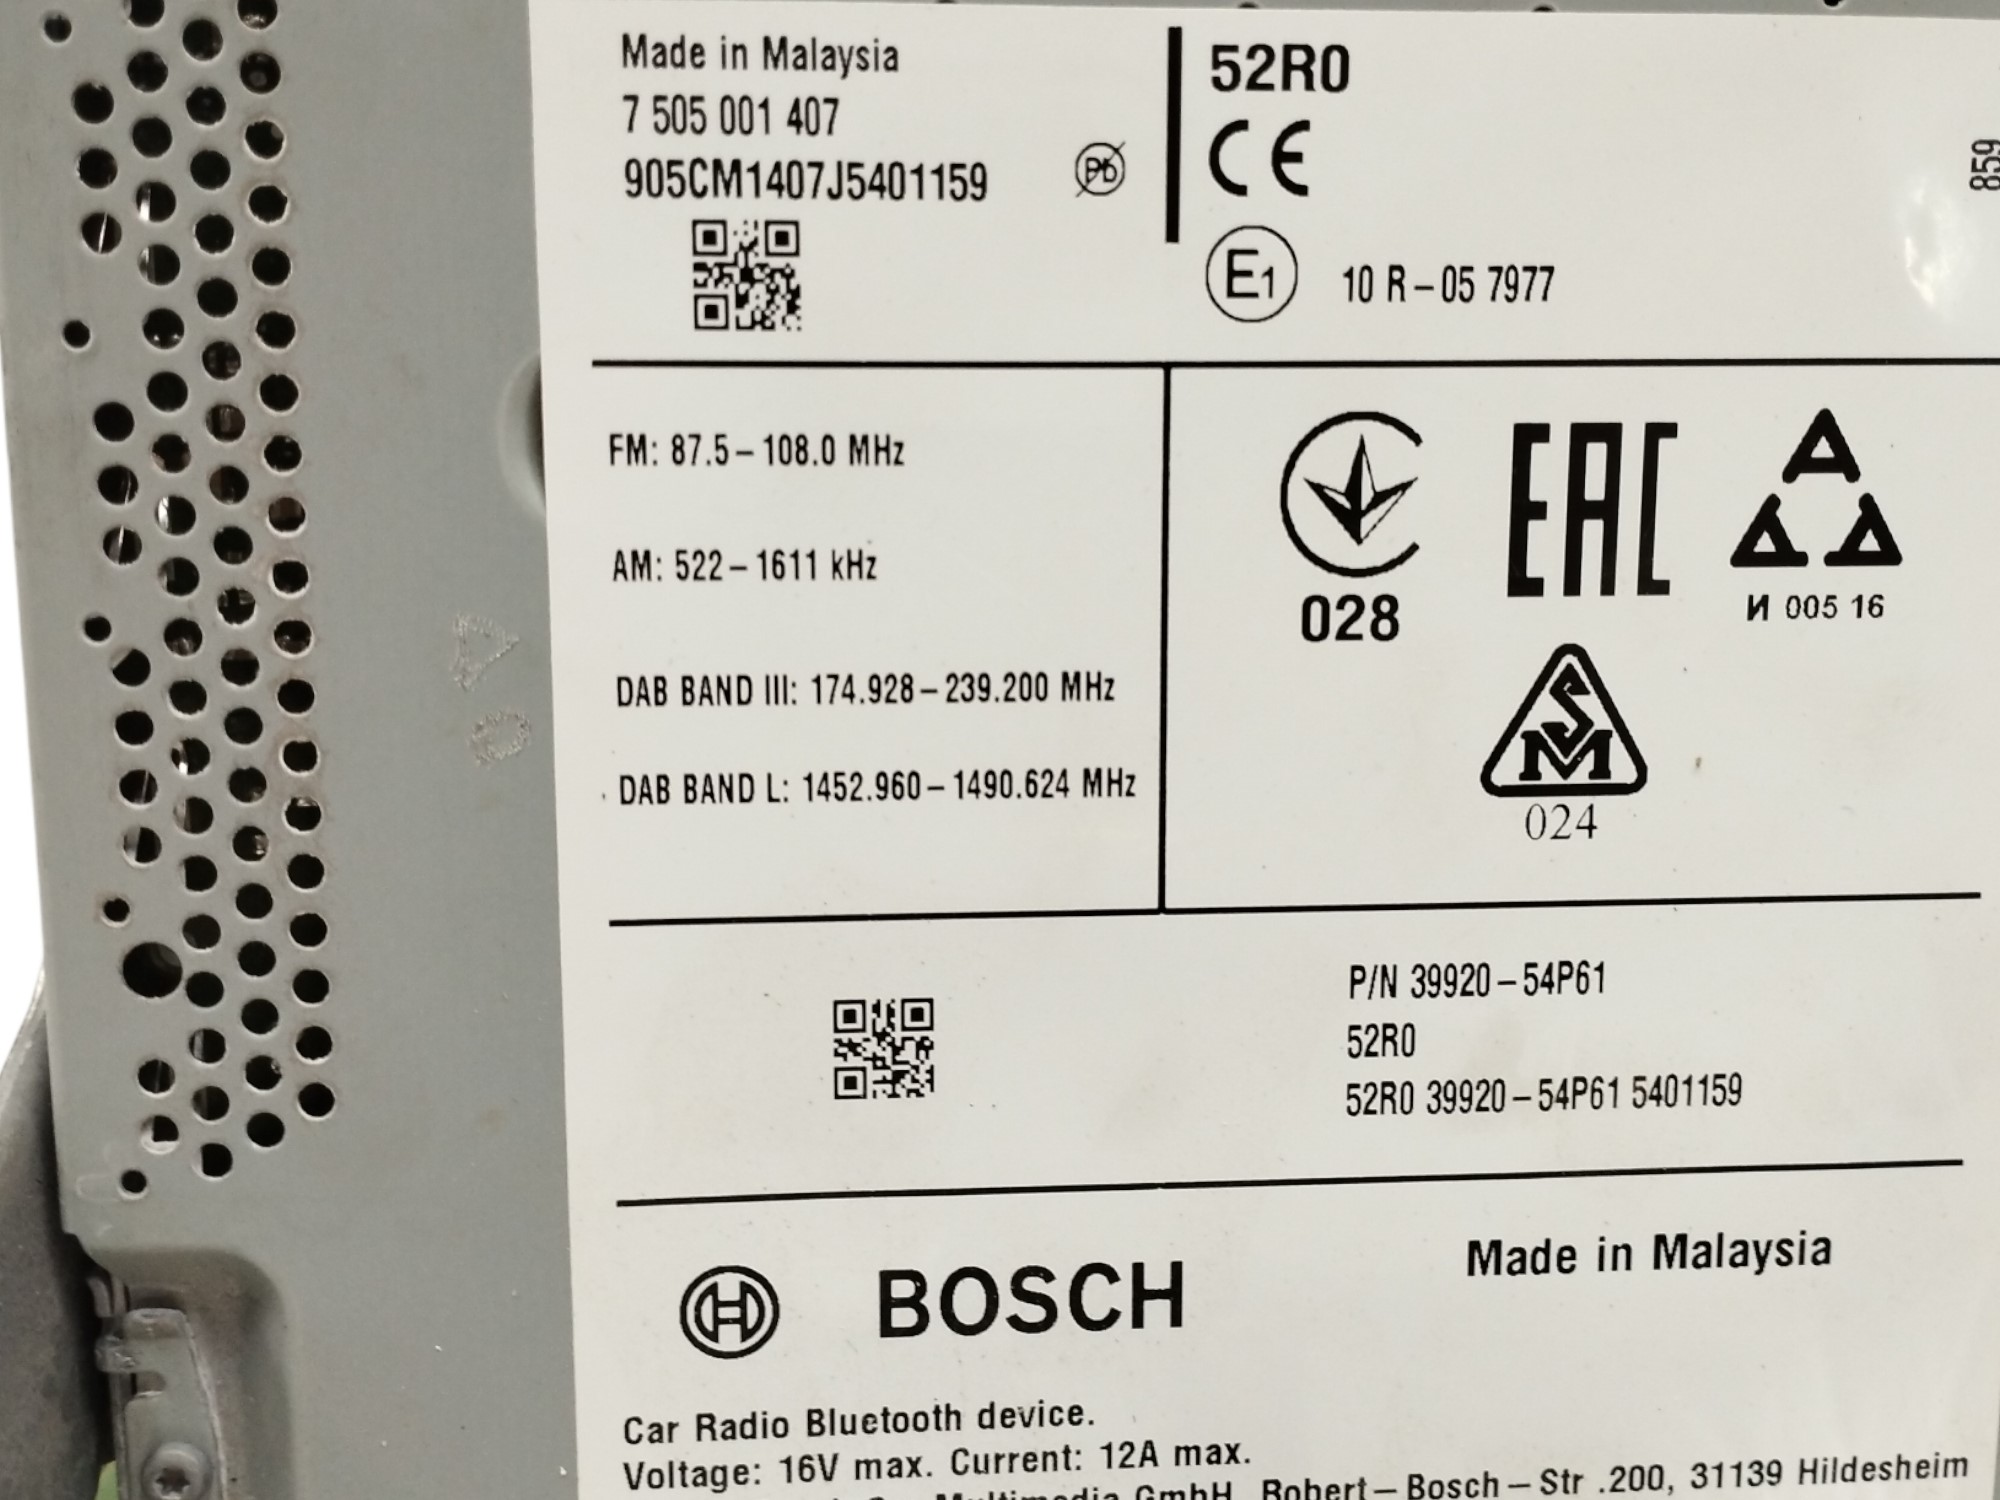 Made in Malaysia
7 505 001 407
905CM1407J5401159
Pb
52R0
CE
E1 10 R-05 7977
859
FM: 87.5-108.0 MHz
AM: 522-1611 kHz
DAB BAND III: 174.928-239.200 MHz
DAB BAND L: 1452.960-1490.624 MHz
028
EAC
И 005 16
SM
024
P/N 39920-54P61
52R0
52R0 39920-54P61 5401159
BOSCH
Made in Malaysia
Car Radio Bluetooth device.
Voltage: 16V max. Current: 12A max.
Multimedia GmbH, Robert-Bosch-Str .200, 31139 Hildesheim